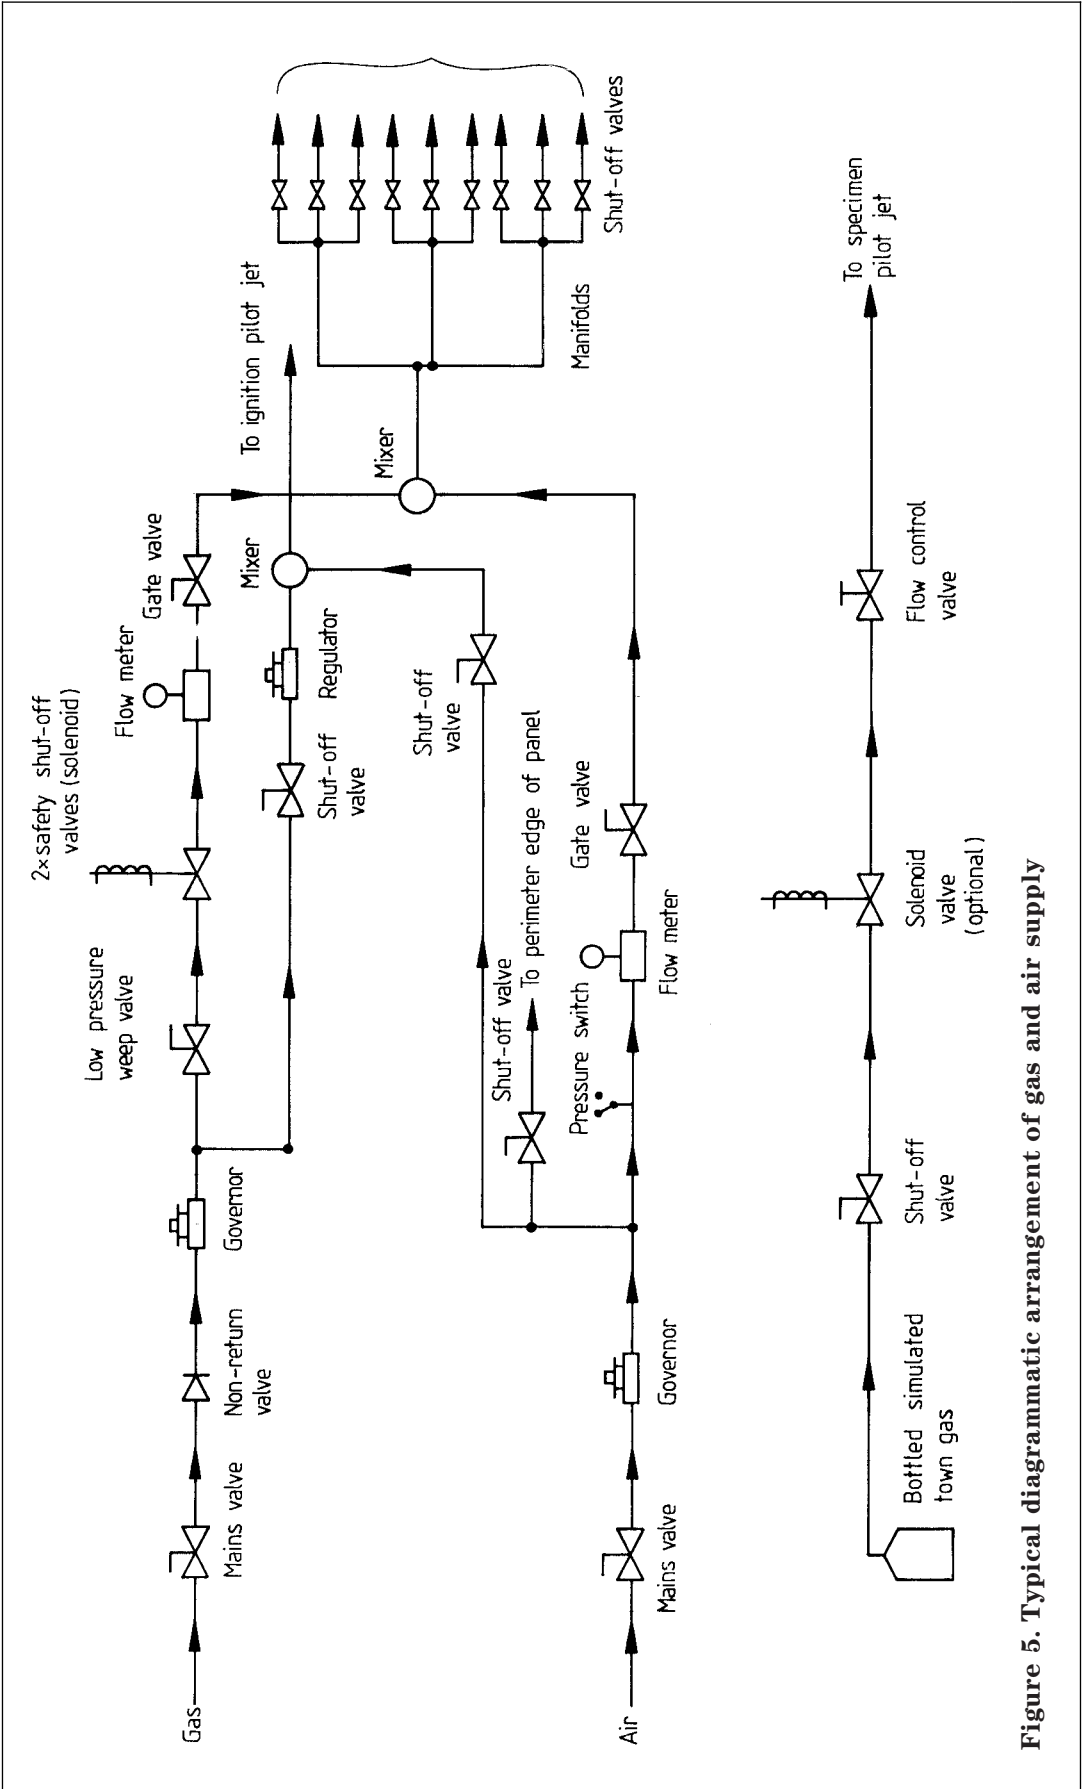 Gas
Mains valve
Non-return
valve
Governor
Low pressure
weep valve
2×safety shut-off
valves (solenoid)
Flow meter
Gate valve
Shut-off
valve
Regulator
Mixer
To ignition pilot jet
Mixer
Manifolds
Shut-off valves
Shut-off
valve
Shut-off valve
To perimeter edge of panel
Air
Mains valve
Governor
Pressure switch
Flow meter
Gate valve
Bottled simulated
town gas
Shut-off
valve
Solenoid
valve
(optional)
Flow control
valve
To specimen
pilot jet
Figure 5. Typical diagrammatic arrangement of gas and air supply